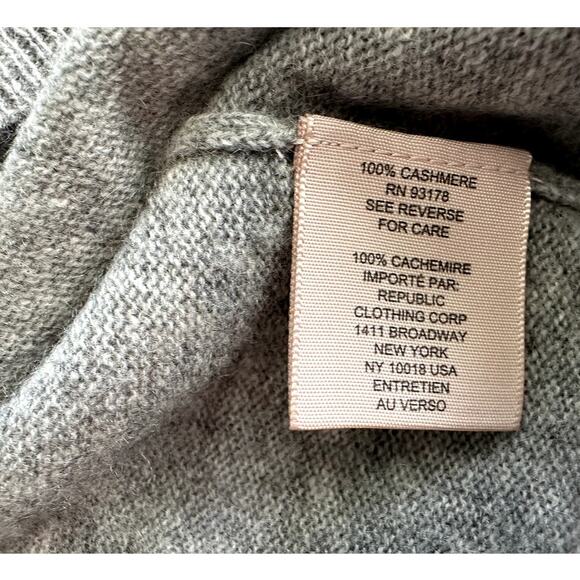 100% CASHMERE
RN 93178
SEE REVERSE
FOR CARE
100% CACHEMIRE
IMPORTÉ PAR:
REPUBLIC
CLOTHING CORP
1411 BROADWAY
NEW YORK
NY 10018 USA
ENTRETIEN
AU VERSO